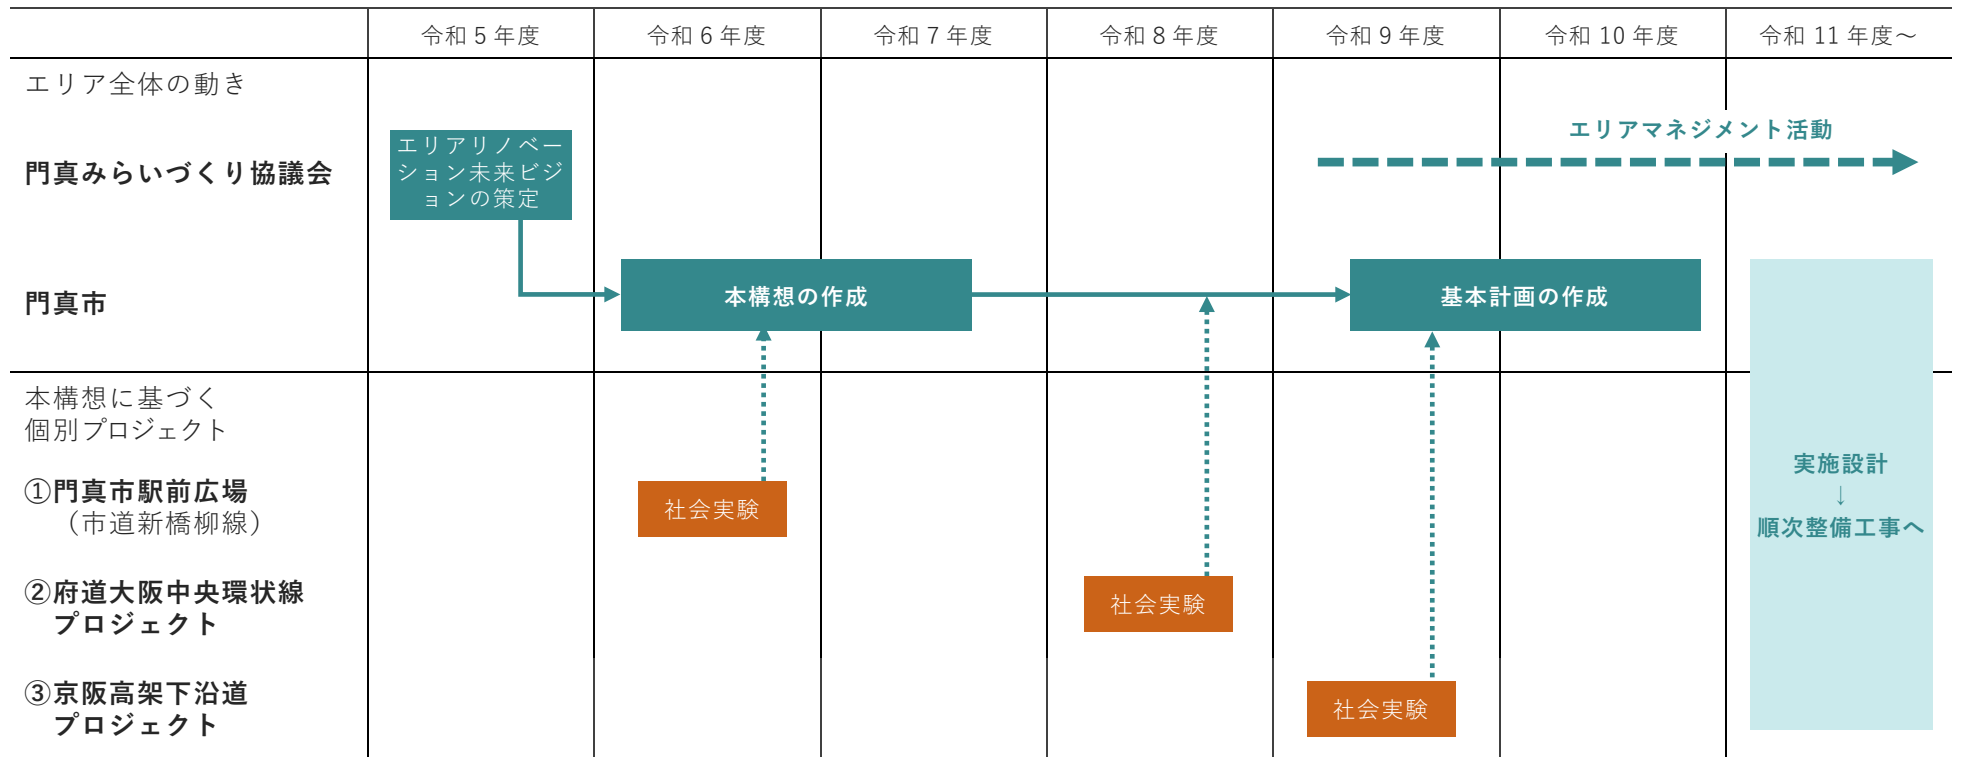 令和 5 年度
令和 6 年度
令和 7 年度
令和 8 年度
令和 9 年度
令和 10 年度
令和 11 年度～
エリア全体の動き
門真みらいづくり協議会
エリアリノベー
ション未来ビジ
ョンの策定
エリアマネジメント活動
門真市
本構想の作成
基本計画の作成
本構想に基づく
個別プロジェクト
①門真市駅前広場
（市道新橋柳線）
社会実験
②府道大阪中央環状線
プロジェクト
社会実験
③京阪高架下沿道
プロジェクト
社会実験
実施設計
↓
順次整備工事へ